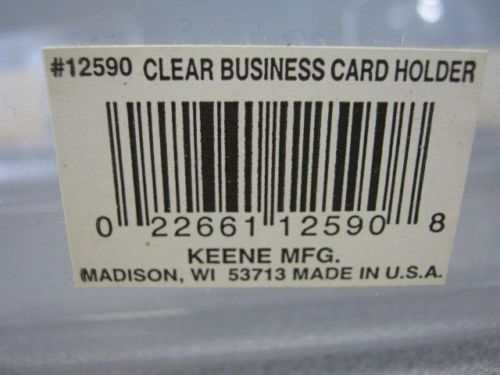 #12590 CLEAR BUSINESS CARD HOLDER
0 22661 12590 8
KEENE MFG.
MADISON, WI 53713 MADE IN U.S.A.